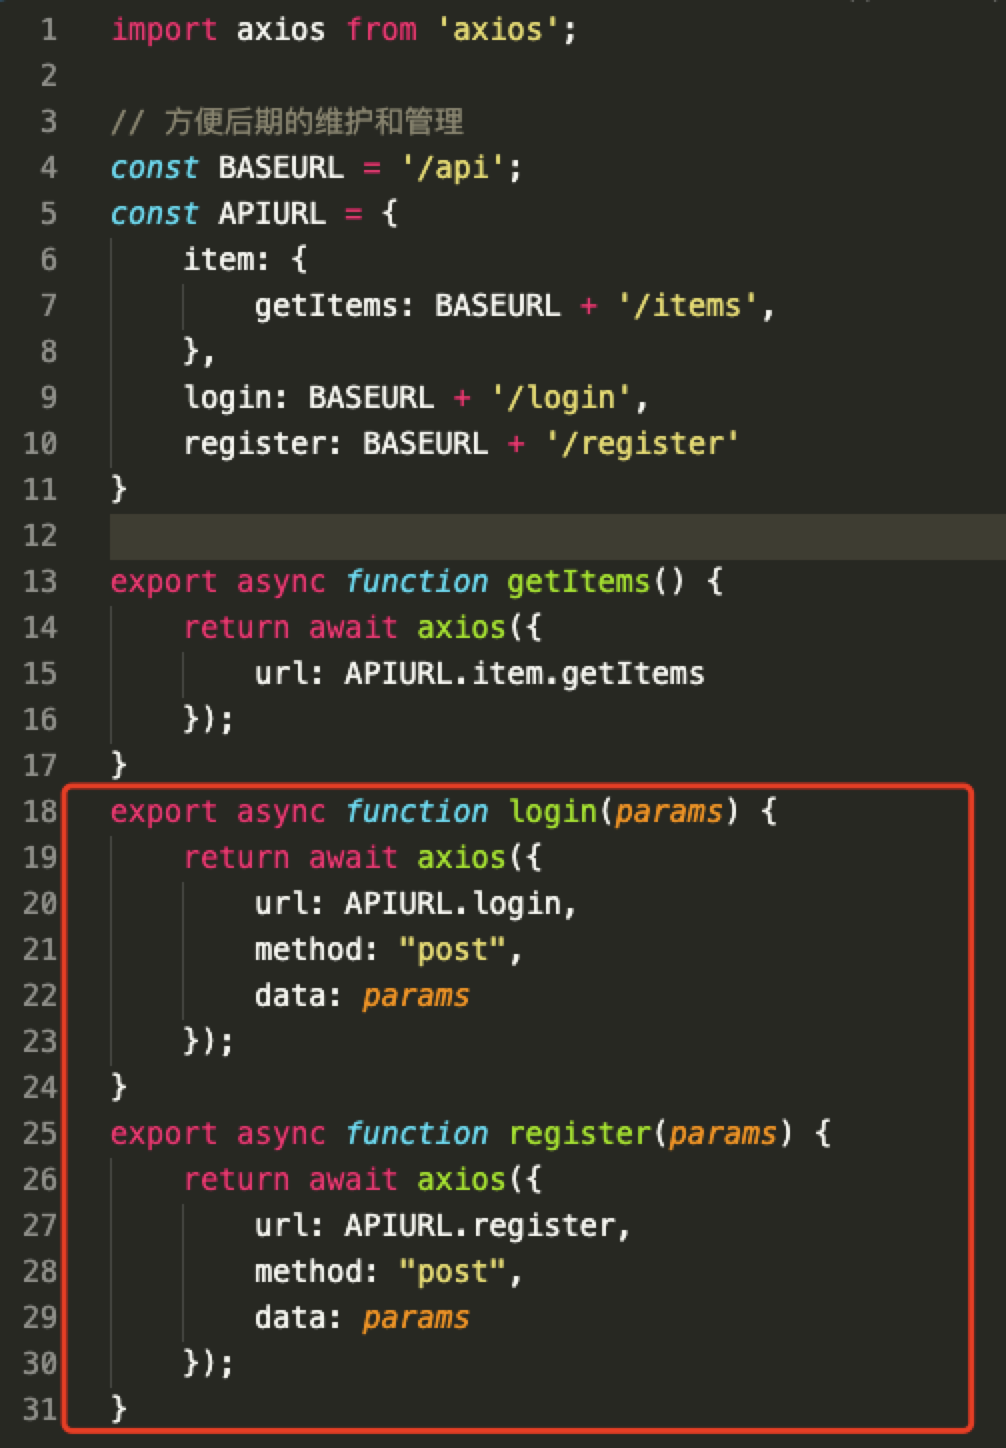 1 import axios from 'axios';
2
3 // 方便后期的维护和管理
4 const BASEURL = '/api';
5 const APIURL = {
6     item: {
7         getItems: BASEURL + '/items',
8     },
9     login: BASEURL + '/login',
10     register: BASEURL + '/register'
11 }
12
13 export async function getItems() {
14     return await axios({
15         url: APIURL.item.getItems
16     });
17 }
18 export async function login(params) {
19     return await axios({
20         url: APIURL.login,
21         method: "post",
22         data: params
23     });
24 }
25 export async function register(params) {
26     return await axios({
27         url: APIURL.register,
28         method: "post",
29         data: params
30     });
31 }